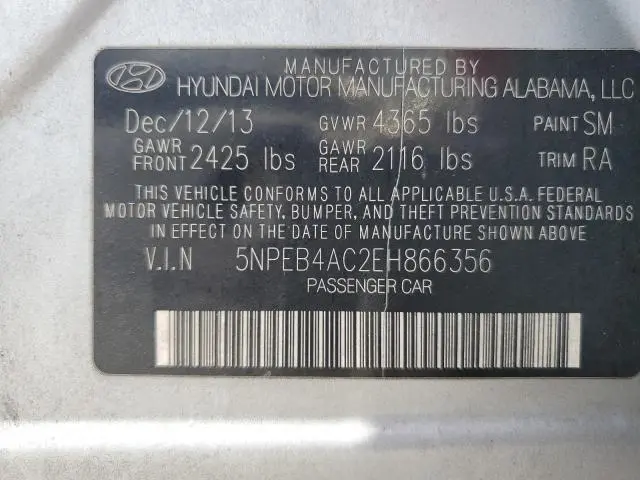 MANUFACTURED BY
HYUNDAI MOTOR MANUFACTURING ALABAMA, LLC
Dec/12/13 GVWR 4365 lbs PAINT SM
GAWR FRONT 2425 lbs GAWR REAR 2116 lbs TRIM RA
THIS VEHICLE CONFORMS TO ALL APPLICABLE U.S.A. FEDERAL
MOTOR VEHICLE SAFETY, BUMPER, AND THEFT PREVENTION STANDARDS
IN EFFECT ON THE DATE OF MANUFACTURE SHOWN ABOVE.
V.I.N 5NPEB4AC2EH866356
PASSENGER CAR